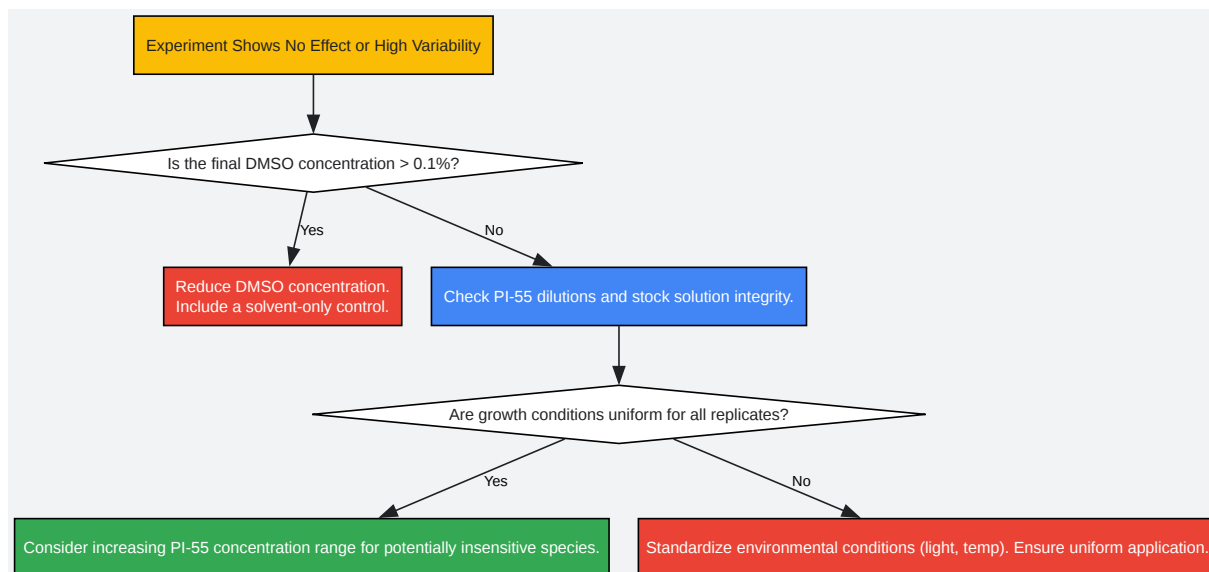 Experiment Shows No Effect or High Variability
Is the final DMSO concentration > 0.1%?
Yes
No
Reduce DMSO concentration.
Include a solvent-only control.
Check PI-55 dilutions and stock solution integrity.
Are growth conditions uniform for all replicates?
Yes
No
Consider increasing PI-55 concentration range for potentially insensitive species.
Standardize environmental conditions (light, temp). Ensure uniform application.